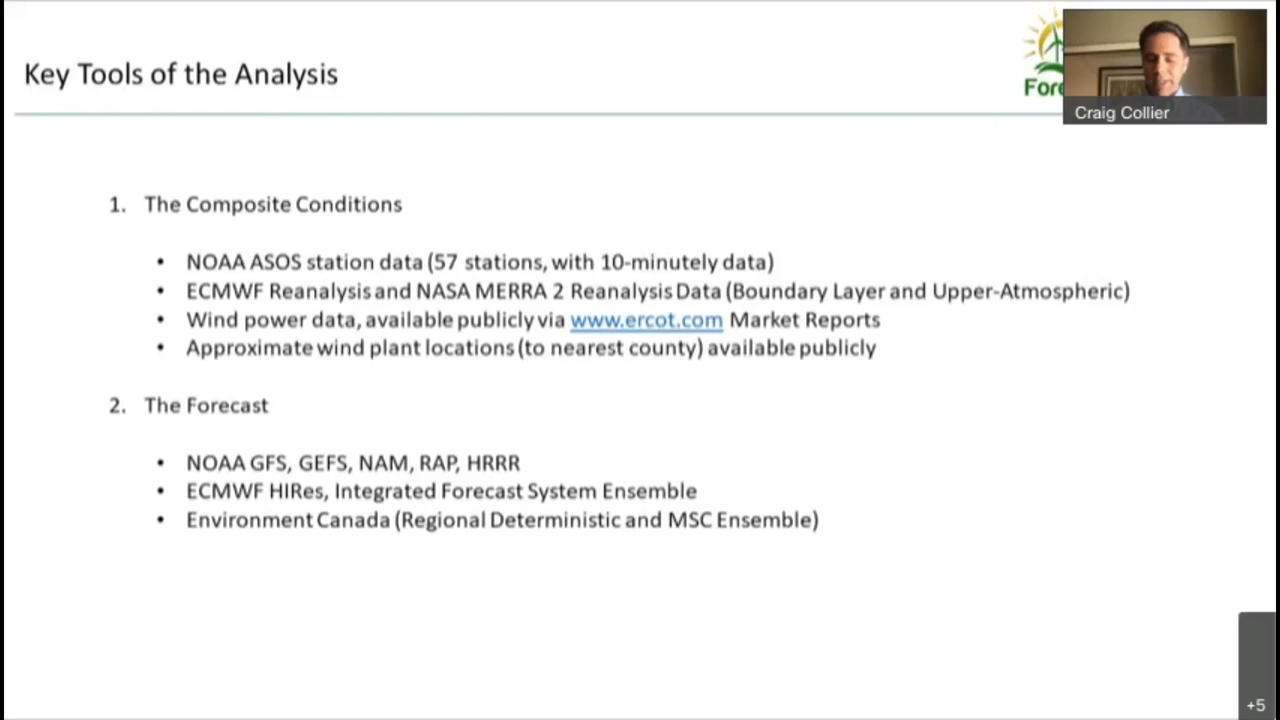 Key Tools of the Analysis
Fore
Craig Collier
1. The Composite Conditions
• NOAA ASOS station data (57 stations, with 10-minutely data)
• ECMWF Reanalysis and NASA MERRA 2 Reanalysis Data (Boundary Layer and Upper-Atmospheric)
• Wind power data, available publicly via www.ercot.com Market Reports
• Approximate wind plant locations (to nearest county) available publicly
2. The Forecast
• NOAA GFS, GEFS, NAM, RAP, HRRR
• ECMWF HIRes, Integrated Forecast System Ensemble
• Environment Canada (Regional Deterministic and MSC Ensemble)
+5